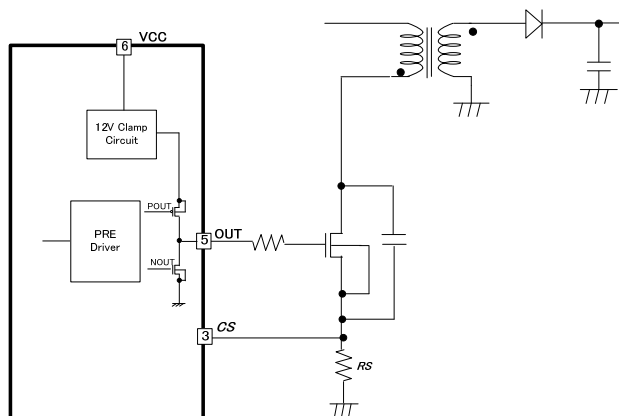 6 VCC
12V Clamp
Circuit
POUT
PRE
Driver
5 OUT
NOUT
3 CS
RS